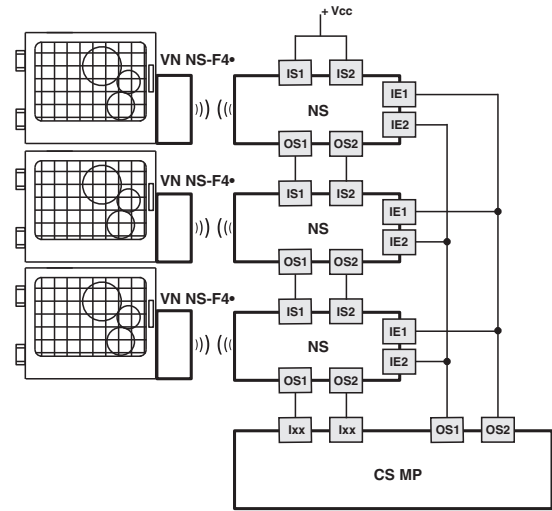 + Vcc
VN NS-F4•
IS1 IS2
IE1
NS
IE2
OS1 OS2
VN NS-F4•
IS1 IS2
IE1
NS
IE2
OS1 OS2
VN NS-F4•
IS1 IS2
IE1
NS
IE2
OS1 OS2
Ixx Ixx OS1 OS2
CS MP